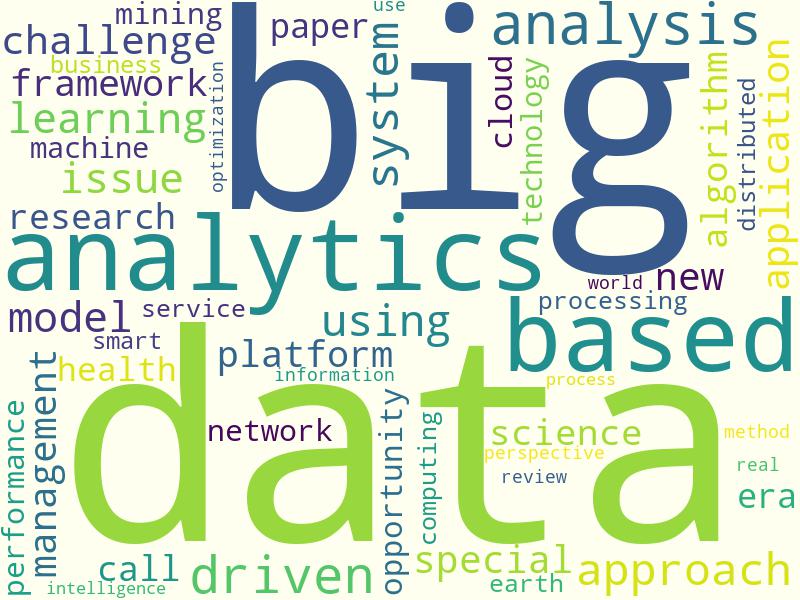 mining
use
paper
big
analysis
challenge
business
framework
system
cloud
technology
algorithm
application
optimization
learning
machine
issue
distributed
research
analytics
world
new
model
service
processing
using
based
smart
platform
health
information
data
process
management
performance
network
opportunity
computing
science
method
perspective
review
real
era
call
driven
special
approach
intelligence
earth